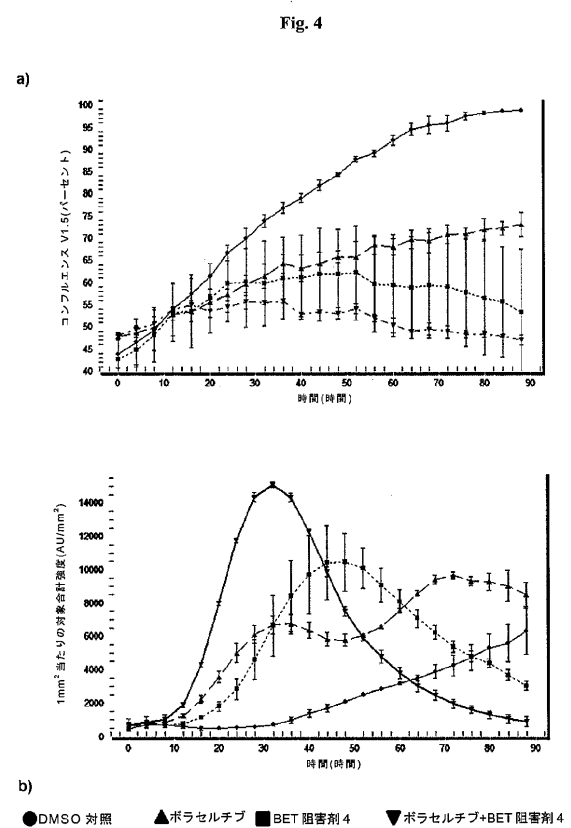 Fig. 4
a)
コンフルエンス V1.5(パーセント)
100
95
90
85
80
75
70
65
60
55
50
45
40
0 10 20 30 40 50 60 70 80 90
時間(時間)
1mm²当たりの対象合計強度(AU/mm²)
14000
12000
10000
8000
6000
4000
2000
0
0 10 20 30 40 50 60 70 80 90
時間(時間)
b)
●DMSO 対照 ▲ボラセルチブ ■BET 阻害剤 4 ▼ボラセルチブ+BET 阻害剤 4